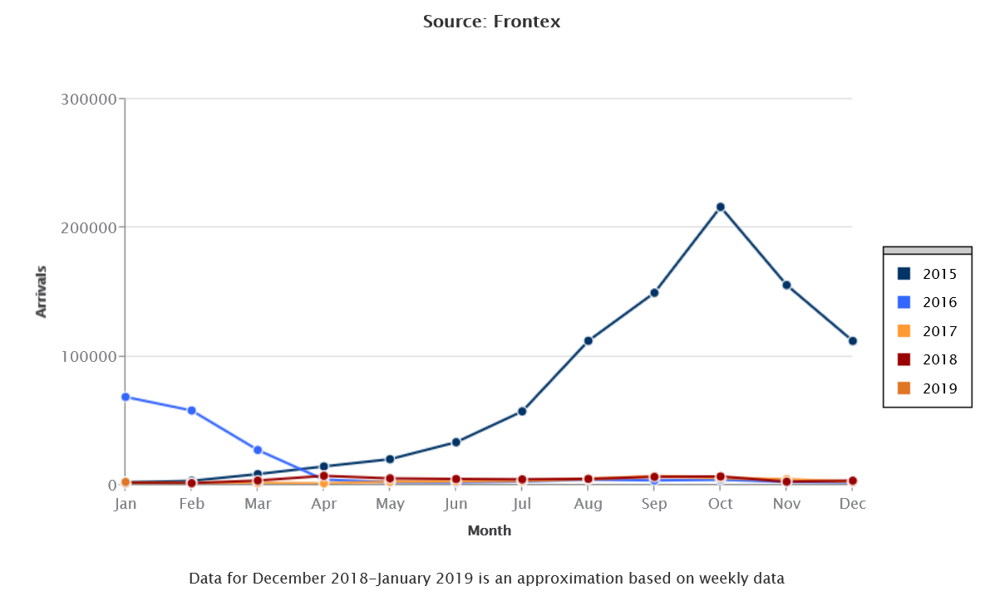 Source: Frontex
300000
200000
100000
0
Arrivals
Jan Feb Mar Apr May Jun Jul Aug Sep Oct Nov Dec
Month
2015
2016
2017
2018
2019
Data for December 2018-January 2019 is an approximation based on weekly data